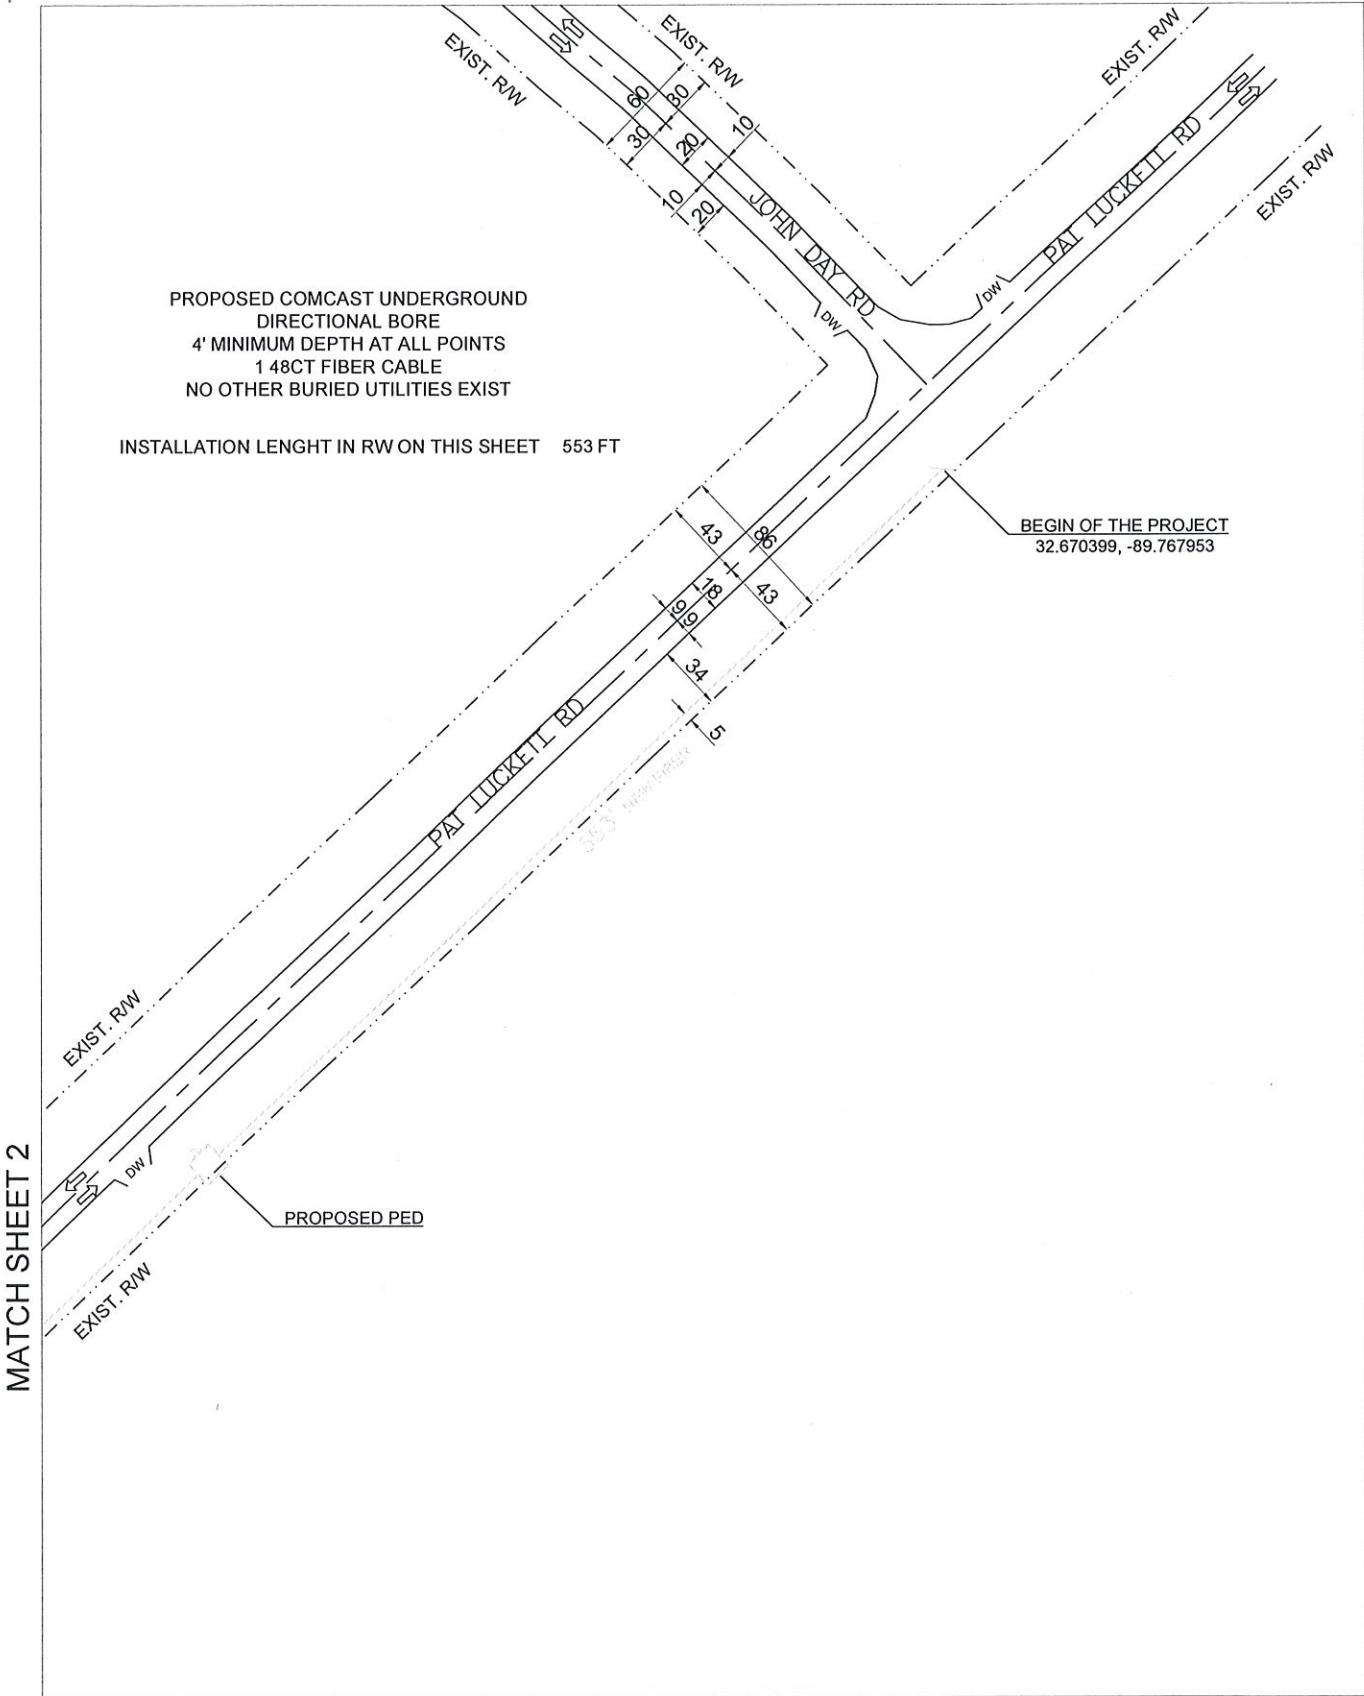 EXIST. R/W
EXIST. R/W
EXIST. R/W
EXIST. R/W
60
30
30
20
10
10
20
JOHN DAY RD
PAT LUCKETT RD
DW
DW
PROPOSED COMCAST UNDERGROUND
DIRECTIONAL BORE
4' MINIMUM DEPTH AT ALL POINTS
1 48CT FIBER CABLE
NO OTHER BURIED UTILITIES EXIST
INSTALLATION LENGHT IN RW ON THIS SHEET 553 FT
BEGIN OF THE PROJECT
32.670399, -89.767953
43
86
43
18
9
9
34
5
553' NEW FIBER
PAT LUCKETT RD
EXIST. R/W
DW
PROPOSED PED
EXIST. R/W
MATCH SHEET 2